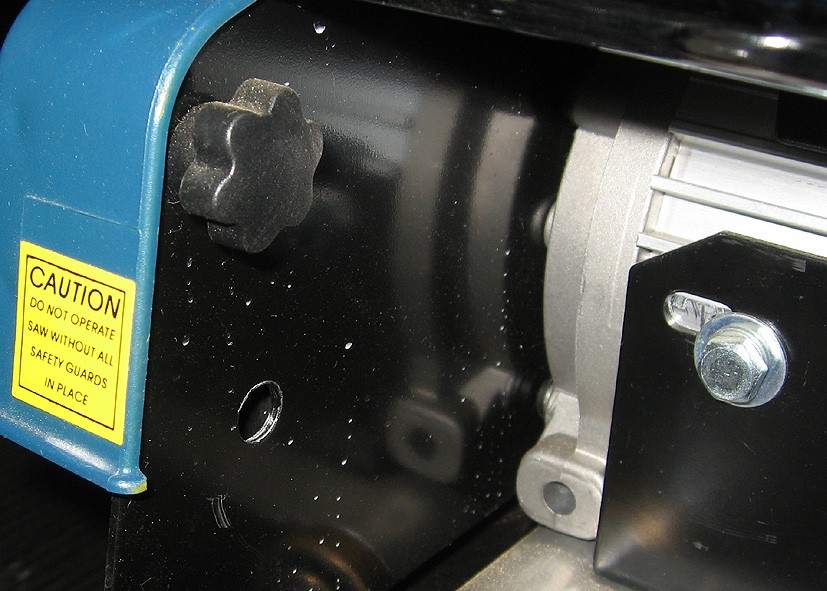 CAUTION
DO NOT OPERATE
SAW WITHOUT ALL
SAFETY GUARDS
IN PLACE